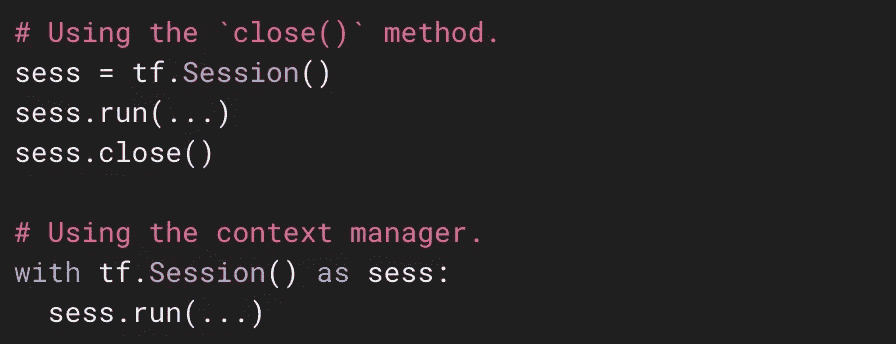 # Using the `close()` method.
sess = tf.Session()
sess.run(...)
sess.close()

# Using the context manager.
with tf.Session() as sess:
  sess.run(...)